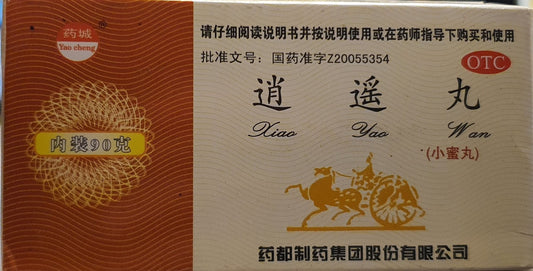 药城®
Yao cheng
请仔细阅读说明书并按说明使用或在药师指导下购买和使用
批准文号：国药准字Z20055354
OTC
逍遥丸
Xiao Yao Wan
(小蜜丸)
内装90克
药都制药集团股份有限公司